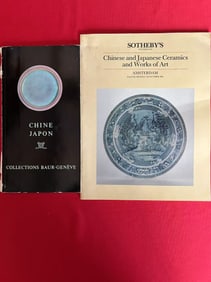 CHINE
JAPON
COLLECTIONS BAUR-GENÈVE
SOTHEBY'S
Chinese and Japanese Ceramics
and Works of Art
AMSTERDAM